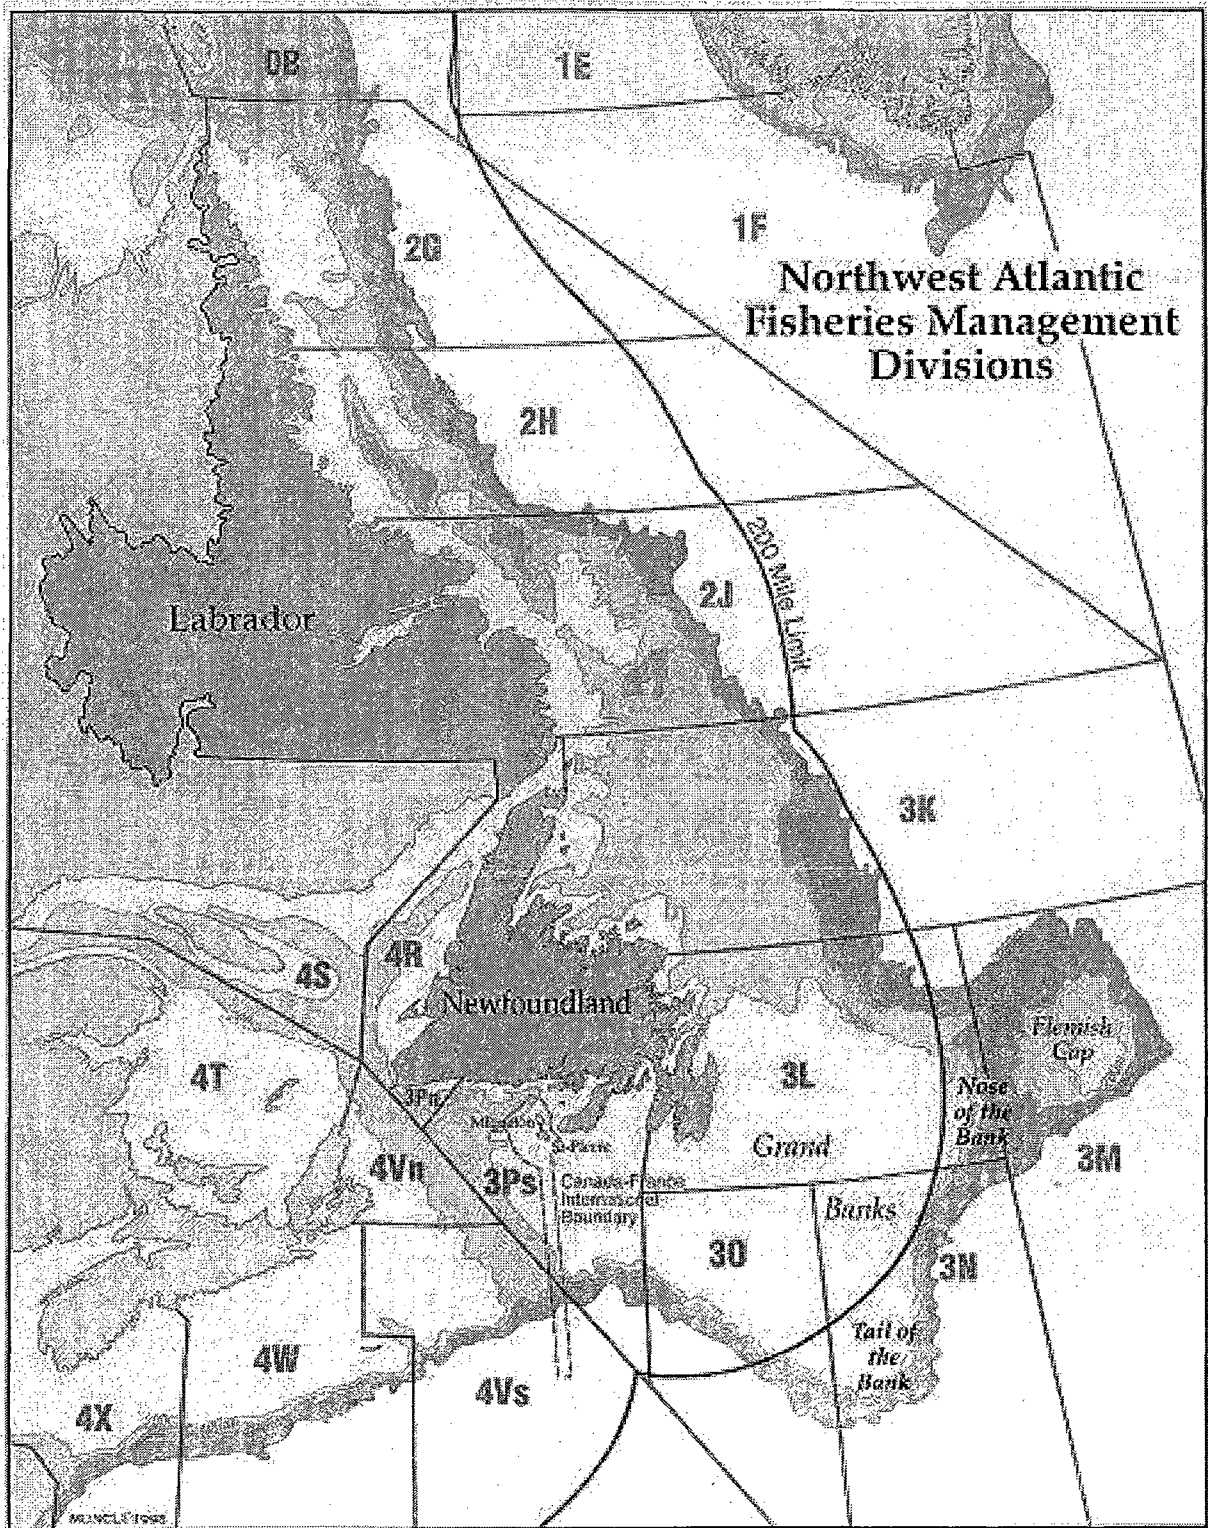 0B
1E
1F
2G
Northwest Atlantic
Fisheries Management
Divisions
2H
200 Mile Limit
2J
Labrador
3K
4R
4S
Newfoundland
Flemish
Cap
4T
3L
3Pn
Nose
of the
Bank
Grand
3M
4Vn
3Ps
Canada-France
International
Boundary
Banks
3O
3N
Tail of
the
Bank
4W
4Vs
4X